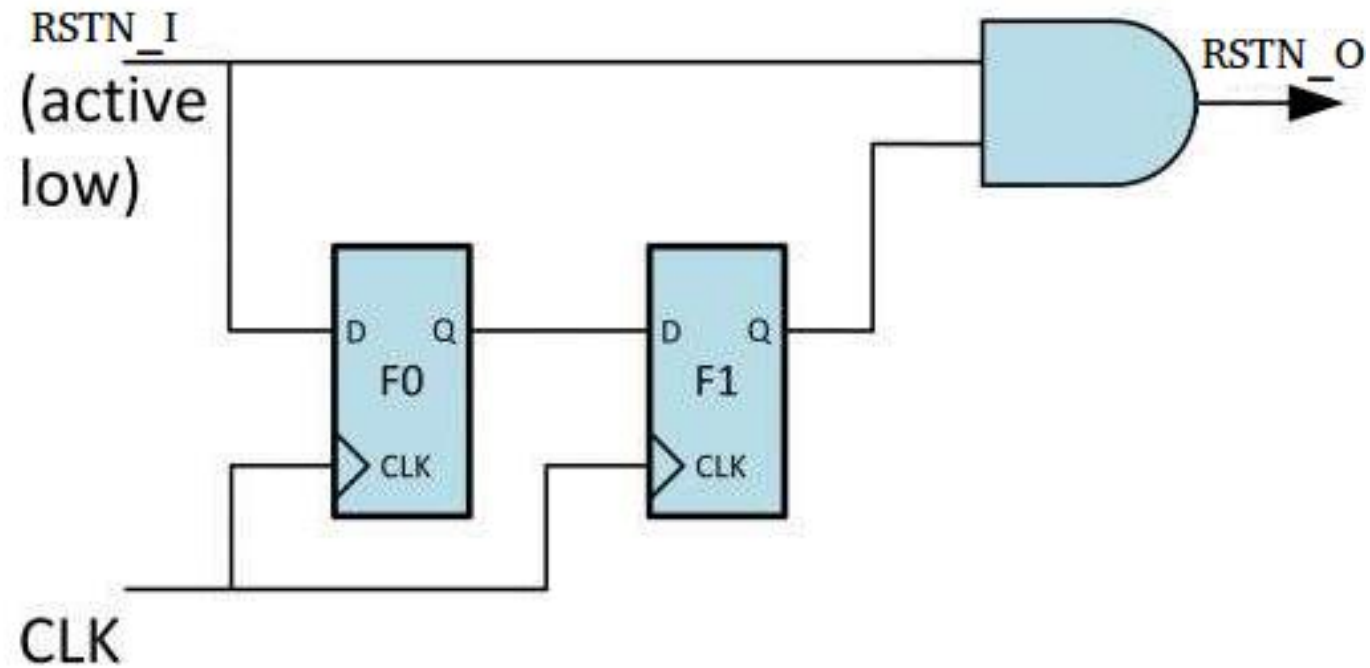 RSTN_I
RSTN_O
(active
low)
D Q
F0
CLK
D Q
F1
CLK
CLK